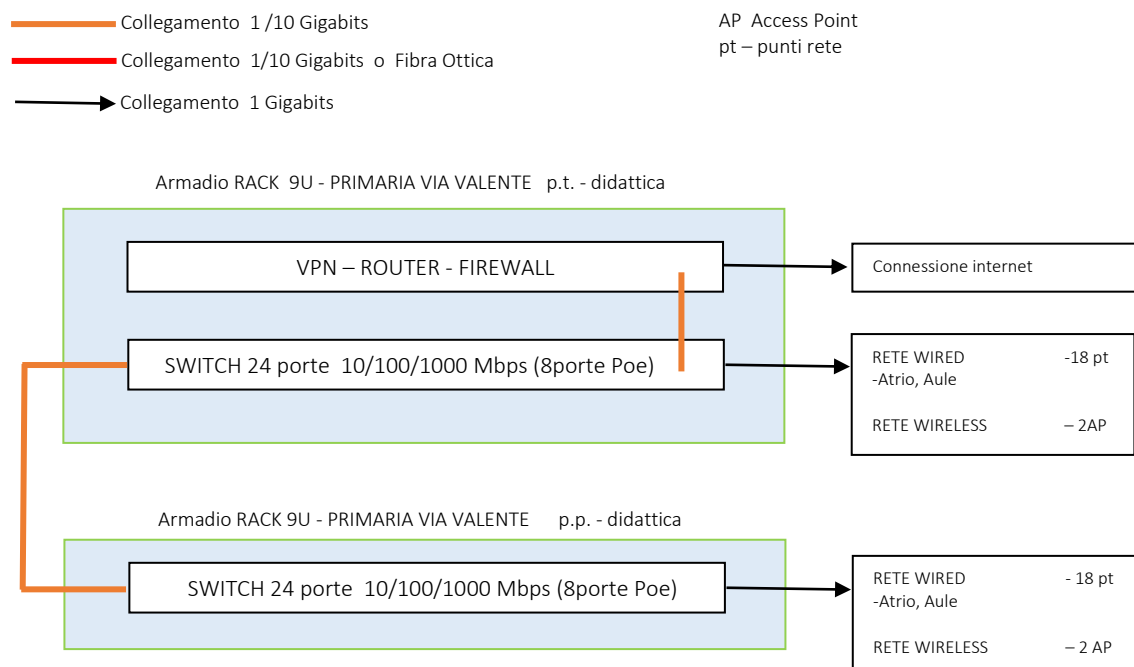 Collegamento 1 /10 Gigabits
Collegamento 1/10 Gigabits o Fibra Ottica
Collegamento 1 Gigabits
AP Access Point
pt – punti rete
Armadio RACK 9U - PRIMARIA VIA VALENTE p.t. - didattica
VPN – ROUTER - FIREWALL
Connessione internet
SWITCH 24 porte 10/100/1000 Mbps (8porte Poe)
RETE WIRED -18 pt
-Atrio, Aule
RETE WIRELESS – 2AP
Armadio RACK 9U - PRIMARIA VIA VALENTE p.p. - didattica
SWITCH 24 porte 10/100/1000 Mbps (8porte Poe)
RETE WIRED - 18 pt
-Atrio, Aule
RETE WIRELESS – 2 AP